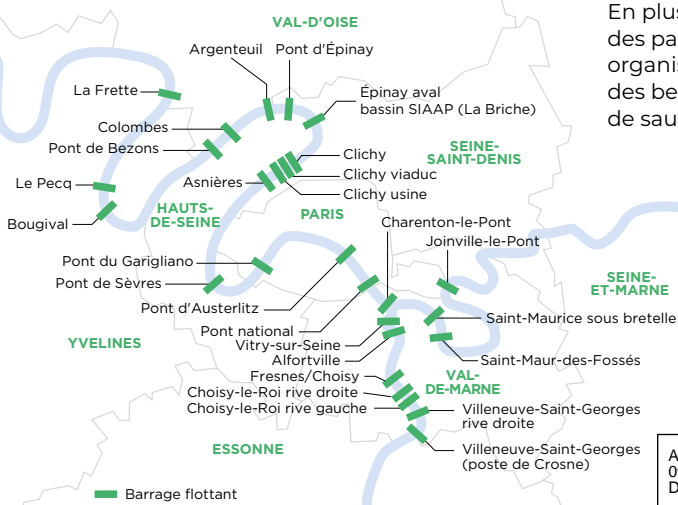 En plus
des pa
organis
des be
de sau
VAL-D'OISE
Argenteuil
Pont d'Épinay
La Frette
Épinay aval
bassin SIAAP (La Briche)
Colombes
Pont de Bezons
Clichy
SEINE-
SAINT-DENIS
Clichy viaduc
Le Pecq
Asnières
Clichy usine
Bougival
HAUTS-
DE-SEINE
PARIS
Charenton-le-Pont
Joinville-le-Pont
Pont du Garigliano
Pont de Sèvres
SEINE-
ET-MARNE
Pont d'Austerlitz
Saint-Maurice sous bretelle
Pont national
YVELINES
Vitry-sur-Seine
Alfortville
Saint-Maur-des-Fossés
Fresnes/Choisy
VAL-
DE-MARNE
Choisy-le-Roi rive droite
Choisy-le-Roi rive gauche
Villeneuve-Saint-Georges
rive droite
ESSONNE
Villeneuve-Saint-Georges
(poste de Crosne)
Barrage flottant
A
0
D